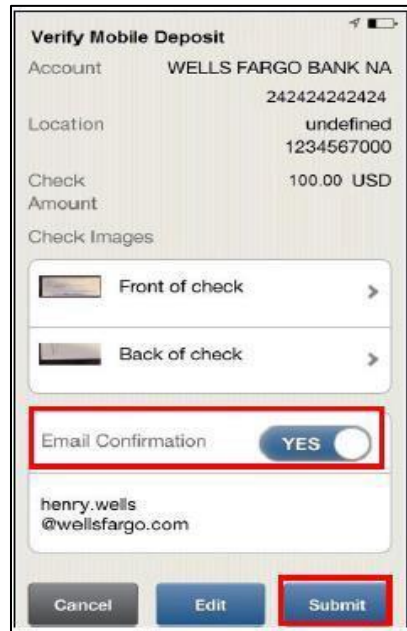 Verify Mobile Deposit
Account WELLS FARGO BANK NA
242424242424
Location undefined
1234567000
Check 100.00 USD
Amount
Check Images
Front of check
Back of check
Email Confirmation YES
henry.wells
@wellsfargo.com
Cancel Edit Submit